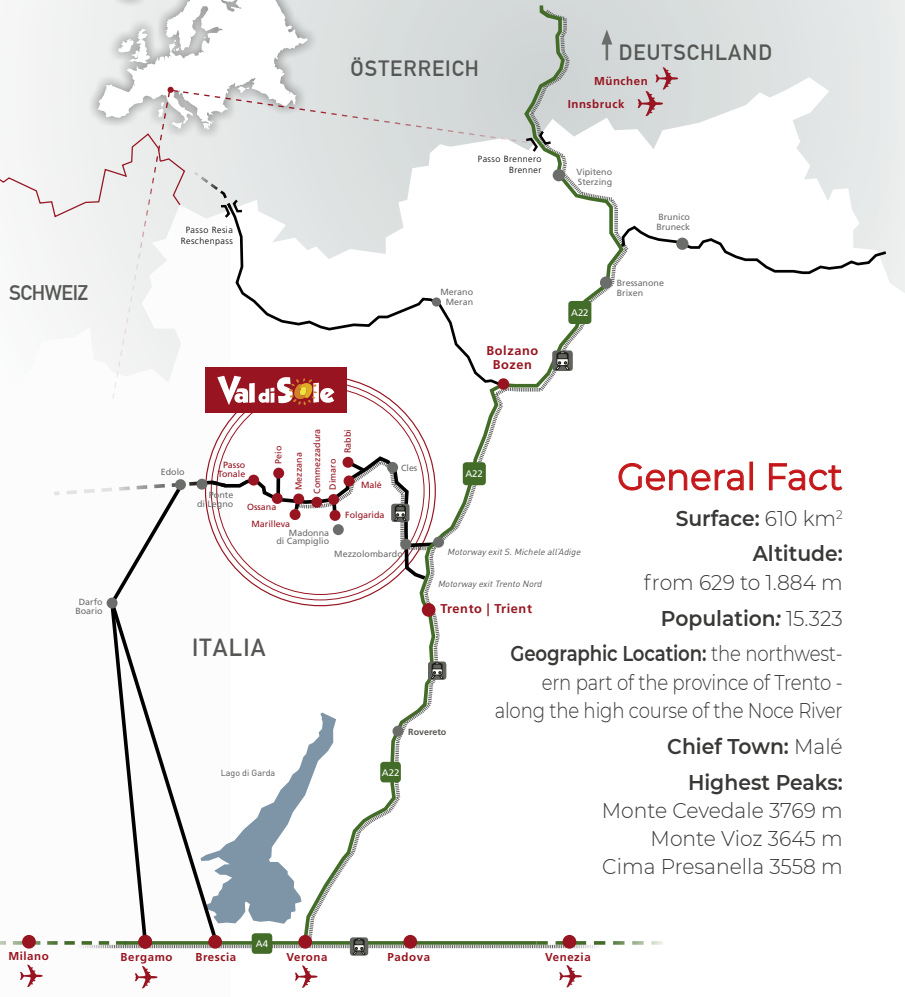 ÖSTERREICH
DEUTSCHLAND
München
Innsbruck
Passo Brennero
Brenner
Vipiteno
Sterzing
Passo Resia
Reschenpass
Brunico
Bruneck
SCHWEIZ
Merano
Meran
Bressanone
Brixen
A22
Bolzano
Bozen
Val di Sole
Edolo
Ponte
di Legno
Passo
Tonale
Peio
Ossana
Mezzana
Marilleva
Commezzadura
Dimaro
Folgarida
Rabbi
Malé
Cles
Madonna
di Campiglio
Mezzolombardo
A22
Motorway exit S. Michele all'Adige
Motorway exit Trento Nord
Darfo
Boario
Trento | Trient
ITALIA
Rovereto
Lago di Garda
A22
A4
Milano
Bergamo
Brescia
Verona
Padova
Venezia
General Fact
Surface: 610 km²
Altitude:
from 629 to 1.884 m
Population: 15.323
Geographic Location: the northwest-
ern part of the province of Trento -
along the high course of the Noce River
Chief Town: Malé
Highest Peaks:
Monte Cevedale 3769 m
Monte Vioz 3645 m
Cima Presanella 3558 m